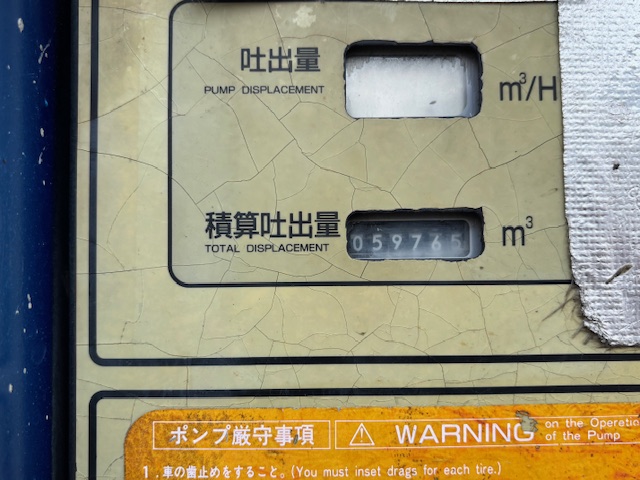 吐出量
PUMP DISPLACEMENT
m³/H
積算吐出量
TOTAL DISPLACEMENT
059765
m³
ポンプ厳守事項
WARNING
on the Operatio
of the Pump
1.車の歯止めをすること。(You must inset drags for each tire.)